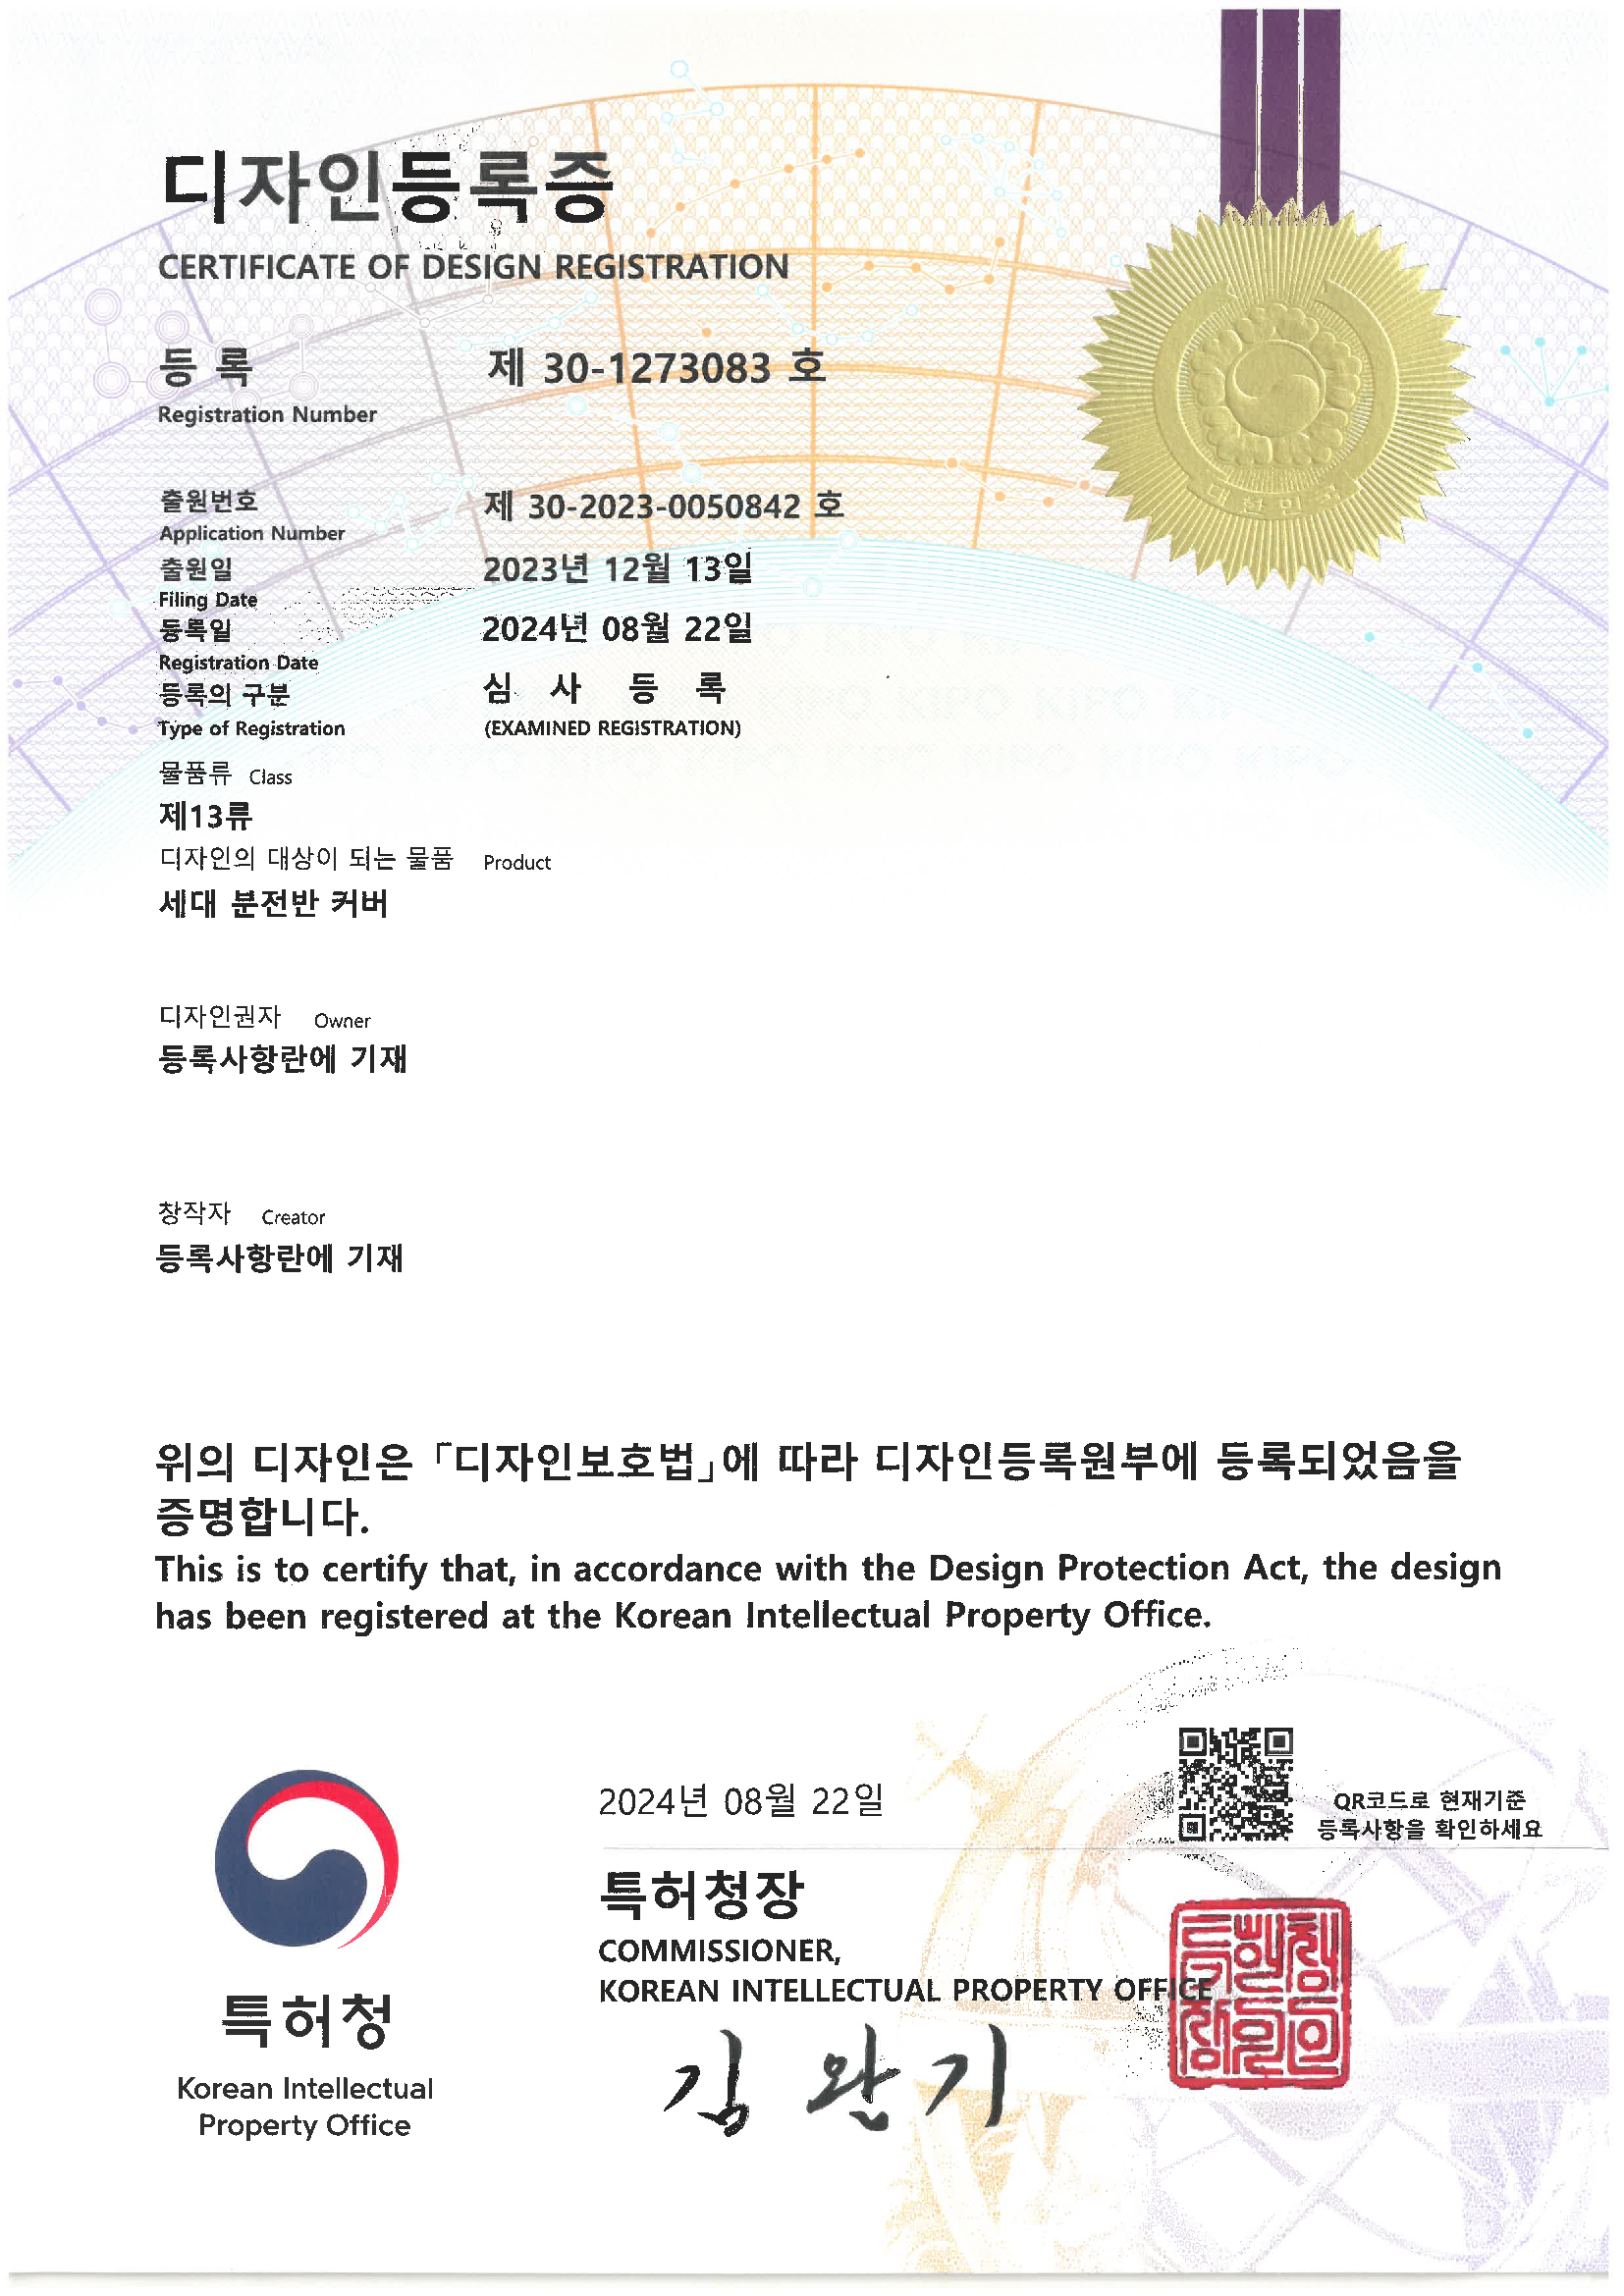 디자인등록증
CERTIFICATE OF DESIGN REGISTRATION
등 록 제 30-1273083 호
Registration Number
출원번호 제 30-2023-0050842 호
Application Number
출원일 2023년 12월 13일
Filing Date
등록일 2024년 08월 22일
Registration Date
등록의 구분 심 사 등 록
Type of Registration (EXAMINED REGISTRATION)
물품류 Class
제13류
디자인의 대상이 되는 물품 Product
세대 분전반 커버
디자인권자 Owner
등록사항란에 기재
창작자 Creator
등록사항란에 기재
위의 디자인은 「디자인보호법」에 따라 디자인등록원부에 등록되었음을
증명합니다.
This is to certify that, in accordance with the Design Protection Act, the design
has been registered at the Korean Intellectual Property Office.
2024년 08월 22일
QR코드로 현재기준
등록사항을 확인하세요
특허청장
COMMISSIONER,
KOREAN INTELLECTUAL PROPERTY OFFICE
김완기
특허청
Korean Intellectual
Property Office